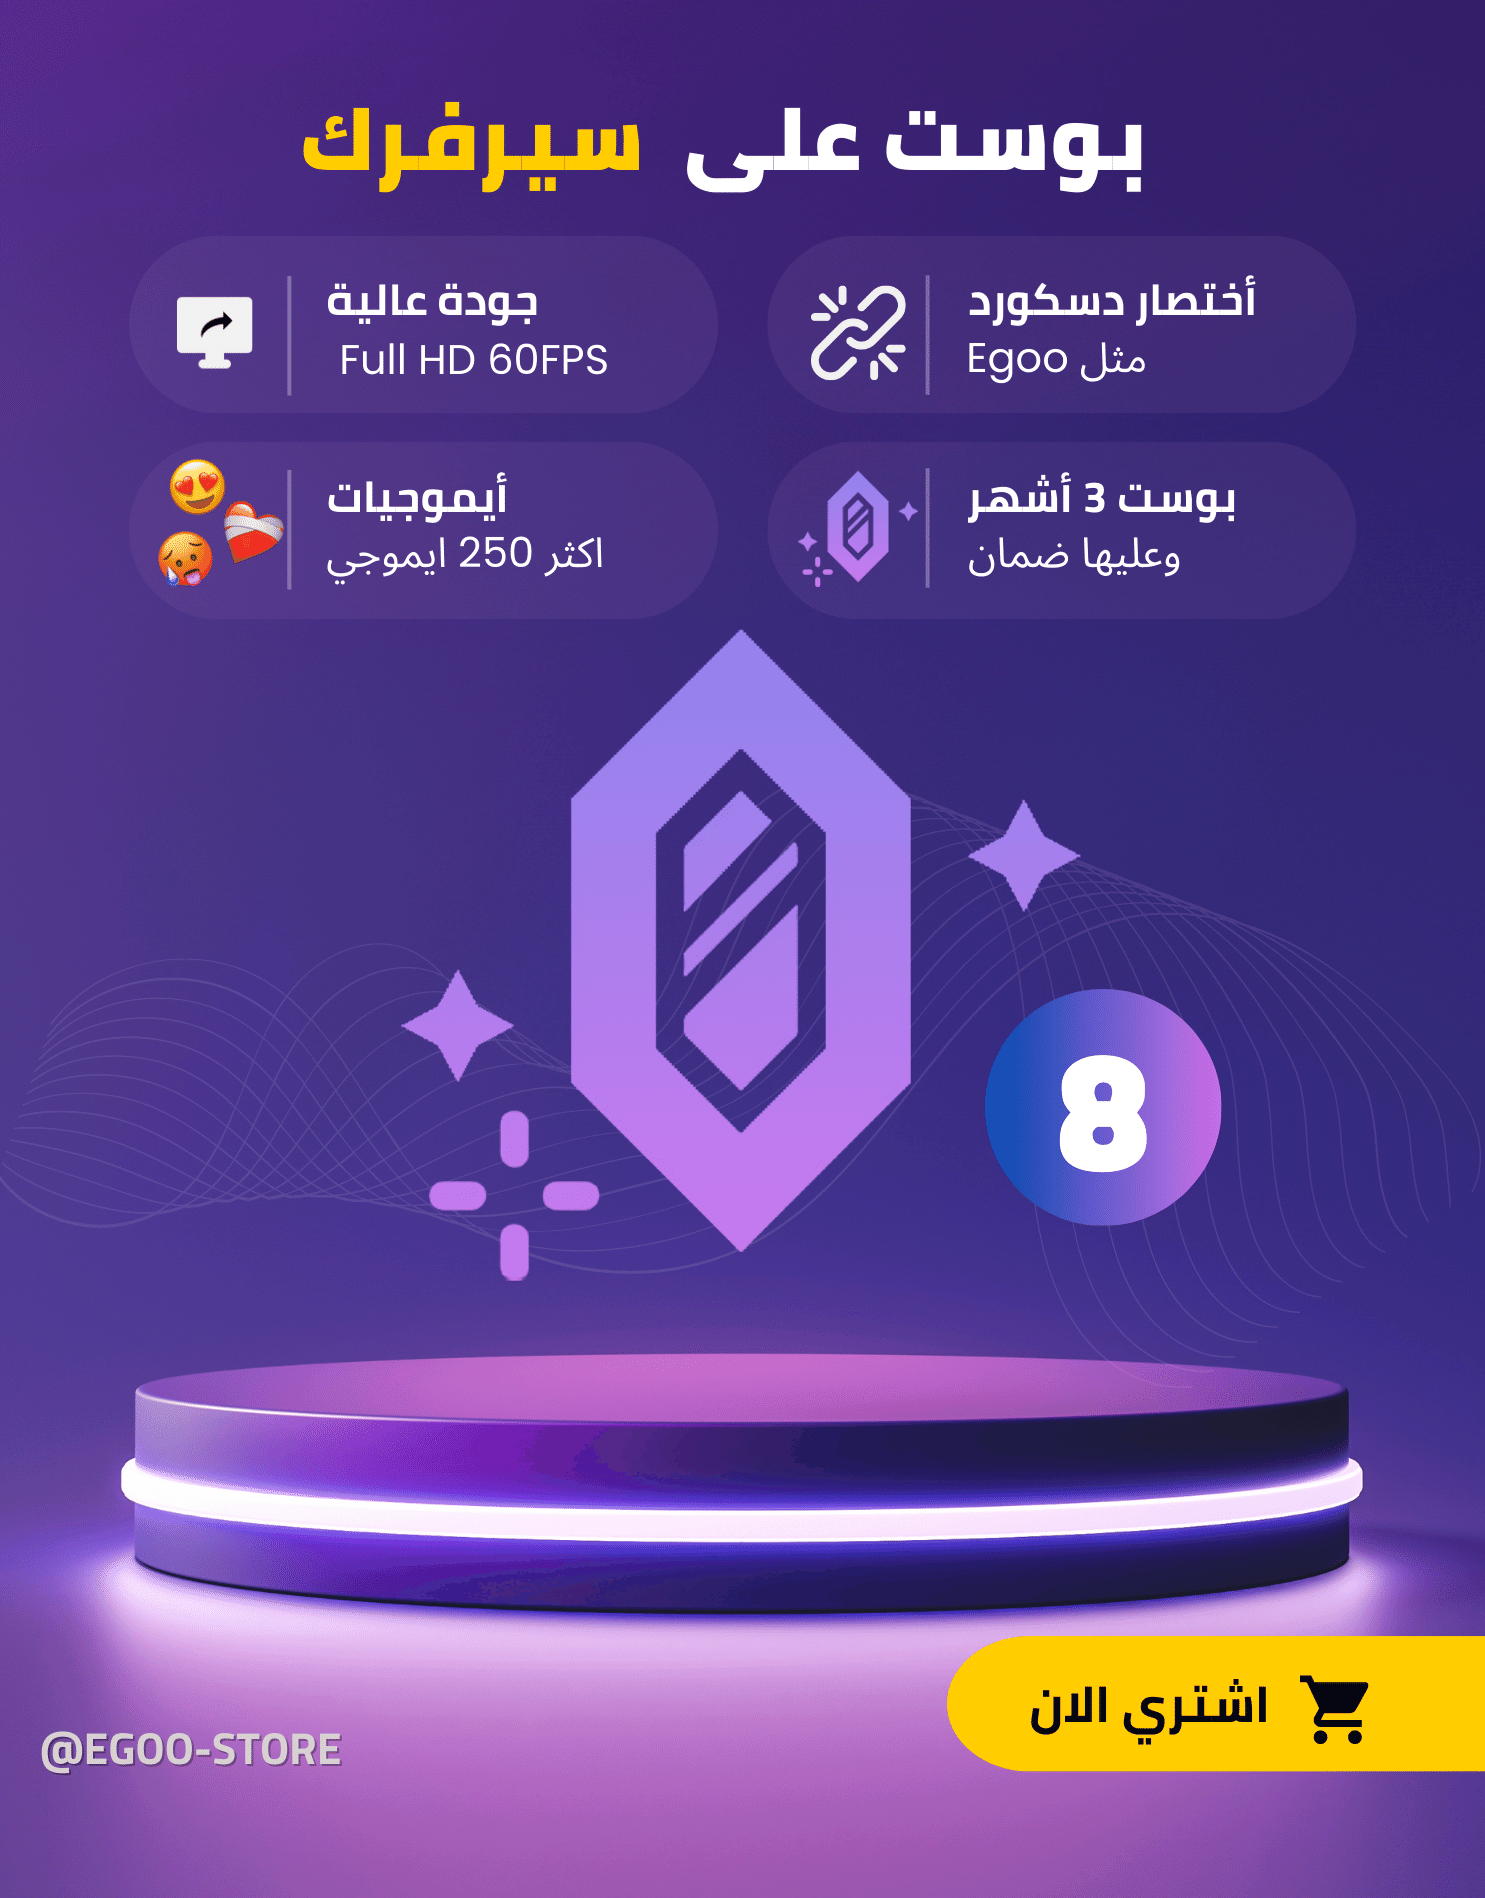 بوست على سيرفرك
أختصار دسكورد
مثل Egoo
جودة عالية
Full HD 60FPS
بوست 3 أشهر
وعليها ضمان
أيموجيات
اكثر 250 ايموجي
8
اشتري الان
@EGOO-STORE